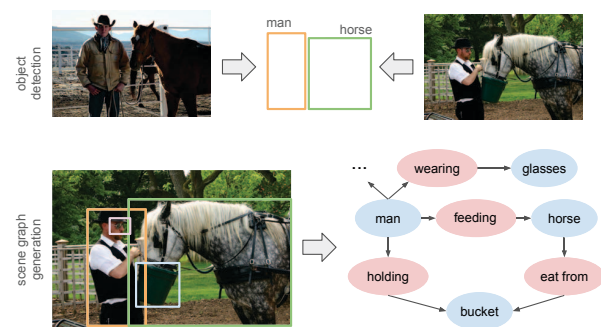 object
detection
man
horse
scene graph
generation
...
wearing
glasses
man
feeding
horse
holding
eat from
bucket